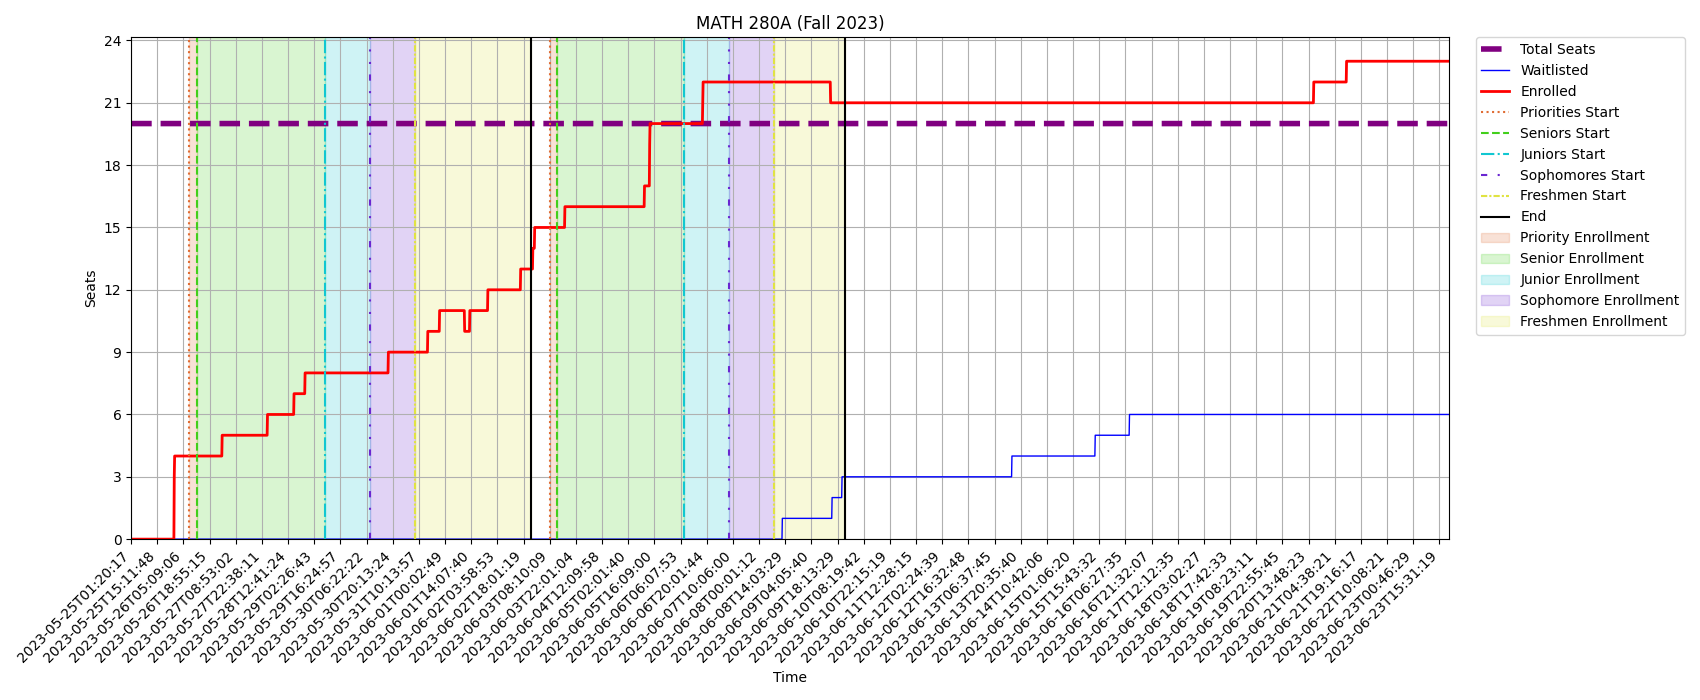 MATH 280A (Fall 2023)
Seats
24
21
18
15
12
9
6
3
0
2023-05-25T01:20:17
2023-05-25T15:11:48
2023-05-26T05:09:06
2023-05-26T18:55:15
2023-05-27T08:53:02
2023-05-27T22:38:11
2023-05-28T12:41:24
2023-05-29T02:26:43
2023-05-29T16:24:57
2023-05-30T06:22:22
2023-05-30T20:13:24
2023-05-31T10:13:57
2023-06-01T00:02:49
2023-06-01T14:07:40
2023-06-02T03:58:53
2023-06-02T18:01:19
2023-06-03T08:10:09
2023-06-03T22:01:04
2023-06-04T12:09:58
2023-06-05T02:01:40
2023-06-05T16:09:00
2023-06-06T06:07:53
2023-06-06T20:01:44
2023-06-07T10:06:00
2023-06-08T00:01:12
2023-06-08T14:03:29
2023-06-09T04:05:40
2023-06-09T18:13:29
2023-06-10T08:19:42
2023-06-10T22:15:19
2023-06-11T12:28:15
2023-06-12T02:24:39
2023-06-12T16:32:48
2023-06-13T06:37:45
2023-06-13T20:35:40
2023-06-14T10:42:06
2023-06-15T01:06:20
2023-06-15T15:43:32
2023-06-16T06:27:35
2023-06-16T21:32:07
2023-06-17T12:12:35
2023-06-18T03:02:27
2023-06-18T17:42:33
2023-06-19T08:23:11
2023-06-19T22:55:45
2023-06-20T13:48:23
2023-06-21T04:38:21
2023-06-21T19:16:17
2023-06-22T10:08:21
2023-06-23T00:46:29
2023-06-23T15:31:19
Time
Total Seats
Waitlisted
Enrolled
Priorities Start
Seniors Start
Juniors Start
Sophomores Start
Freshmen Start
End
Priority Enrollment
Senior Enrollment
Junior Enrollment
Sophomore Enrollment
Freshmen Enrollment